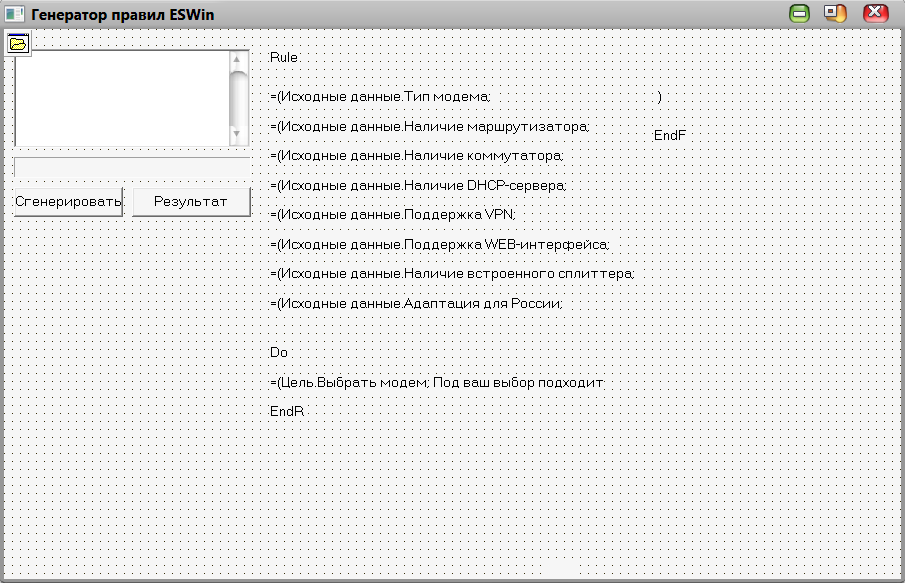 Генератор правил ESWin
Rule
=(Исходные данные.Тип модема;
)
=(Исходные данные.Наличие маршрутизатора;
EndF
=(Исходные данные.Наличие коммутатора;
=(Исходные данные.Наличие DHCP-сервера;
Сгенерировать
Результат
=(Исходные данные.Поддержка VPN;
=(Исходные данные.Поддержка WEB-интерфейса;
=(Исходные данные.Наличие встроенного сплиттера;
=(Исходные данные.Адаптация для России;
Do
=(Цель.Выбрать модем; Под ваш выбор подходит
EndR